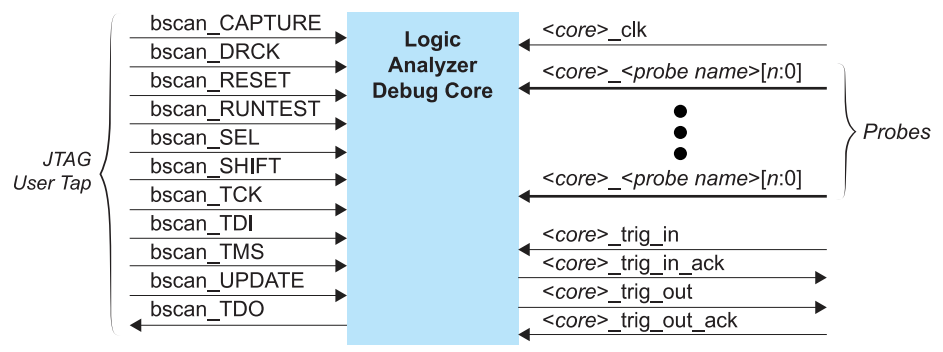 bscan_CAPTURE
bscan_DRCK
bscan_RESET
bscan_RUNTEST
bscan_SEL
bscan_SHIFT
bscan_TCK
bscan_TDI
bscan_TMS
bscan_UPDATE
bscan_TDO
JTAG
User Tap
Logic
Analyzer
Debug Core
<core>_clk
<core>_<probe name>[n:0]
<core>_<probe name>[n:0]
Probes
<core>_trig_in
<core>_trig_in_ack
<core>_trig_out
<core>_trig_out_ack